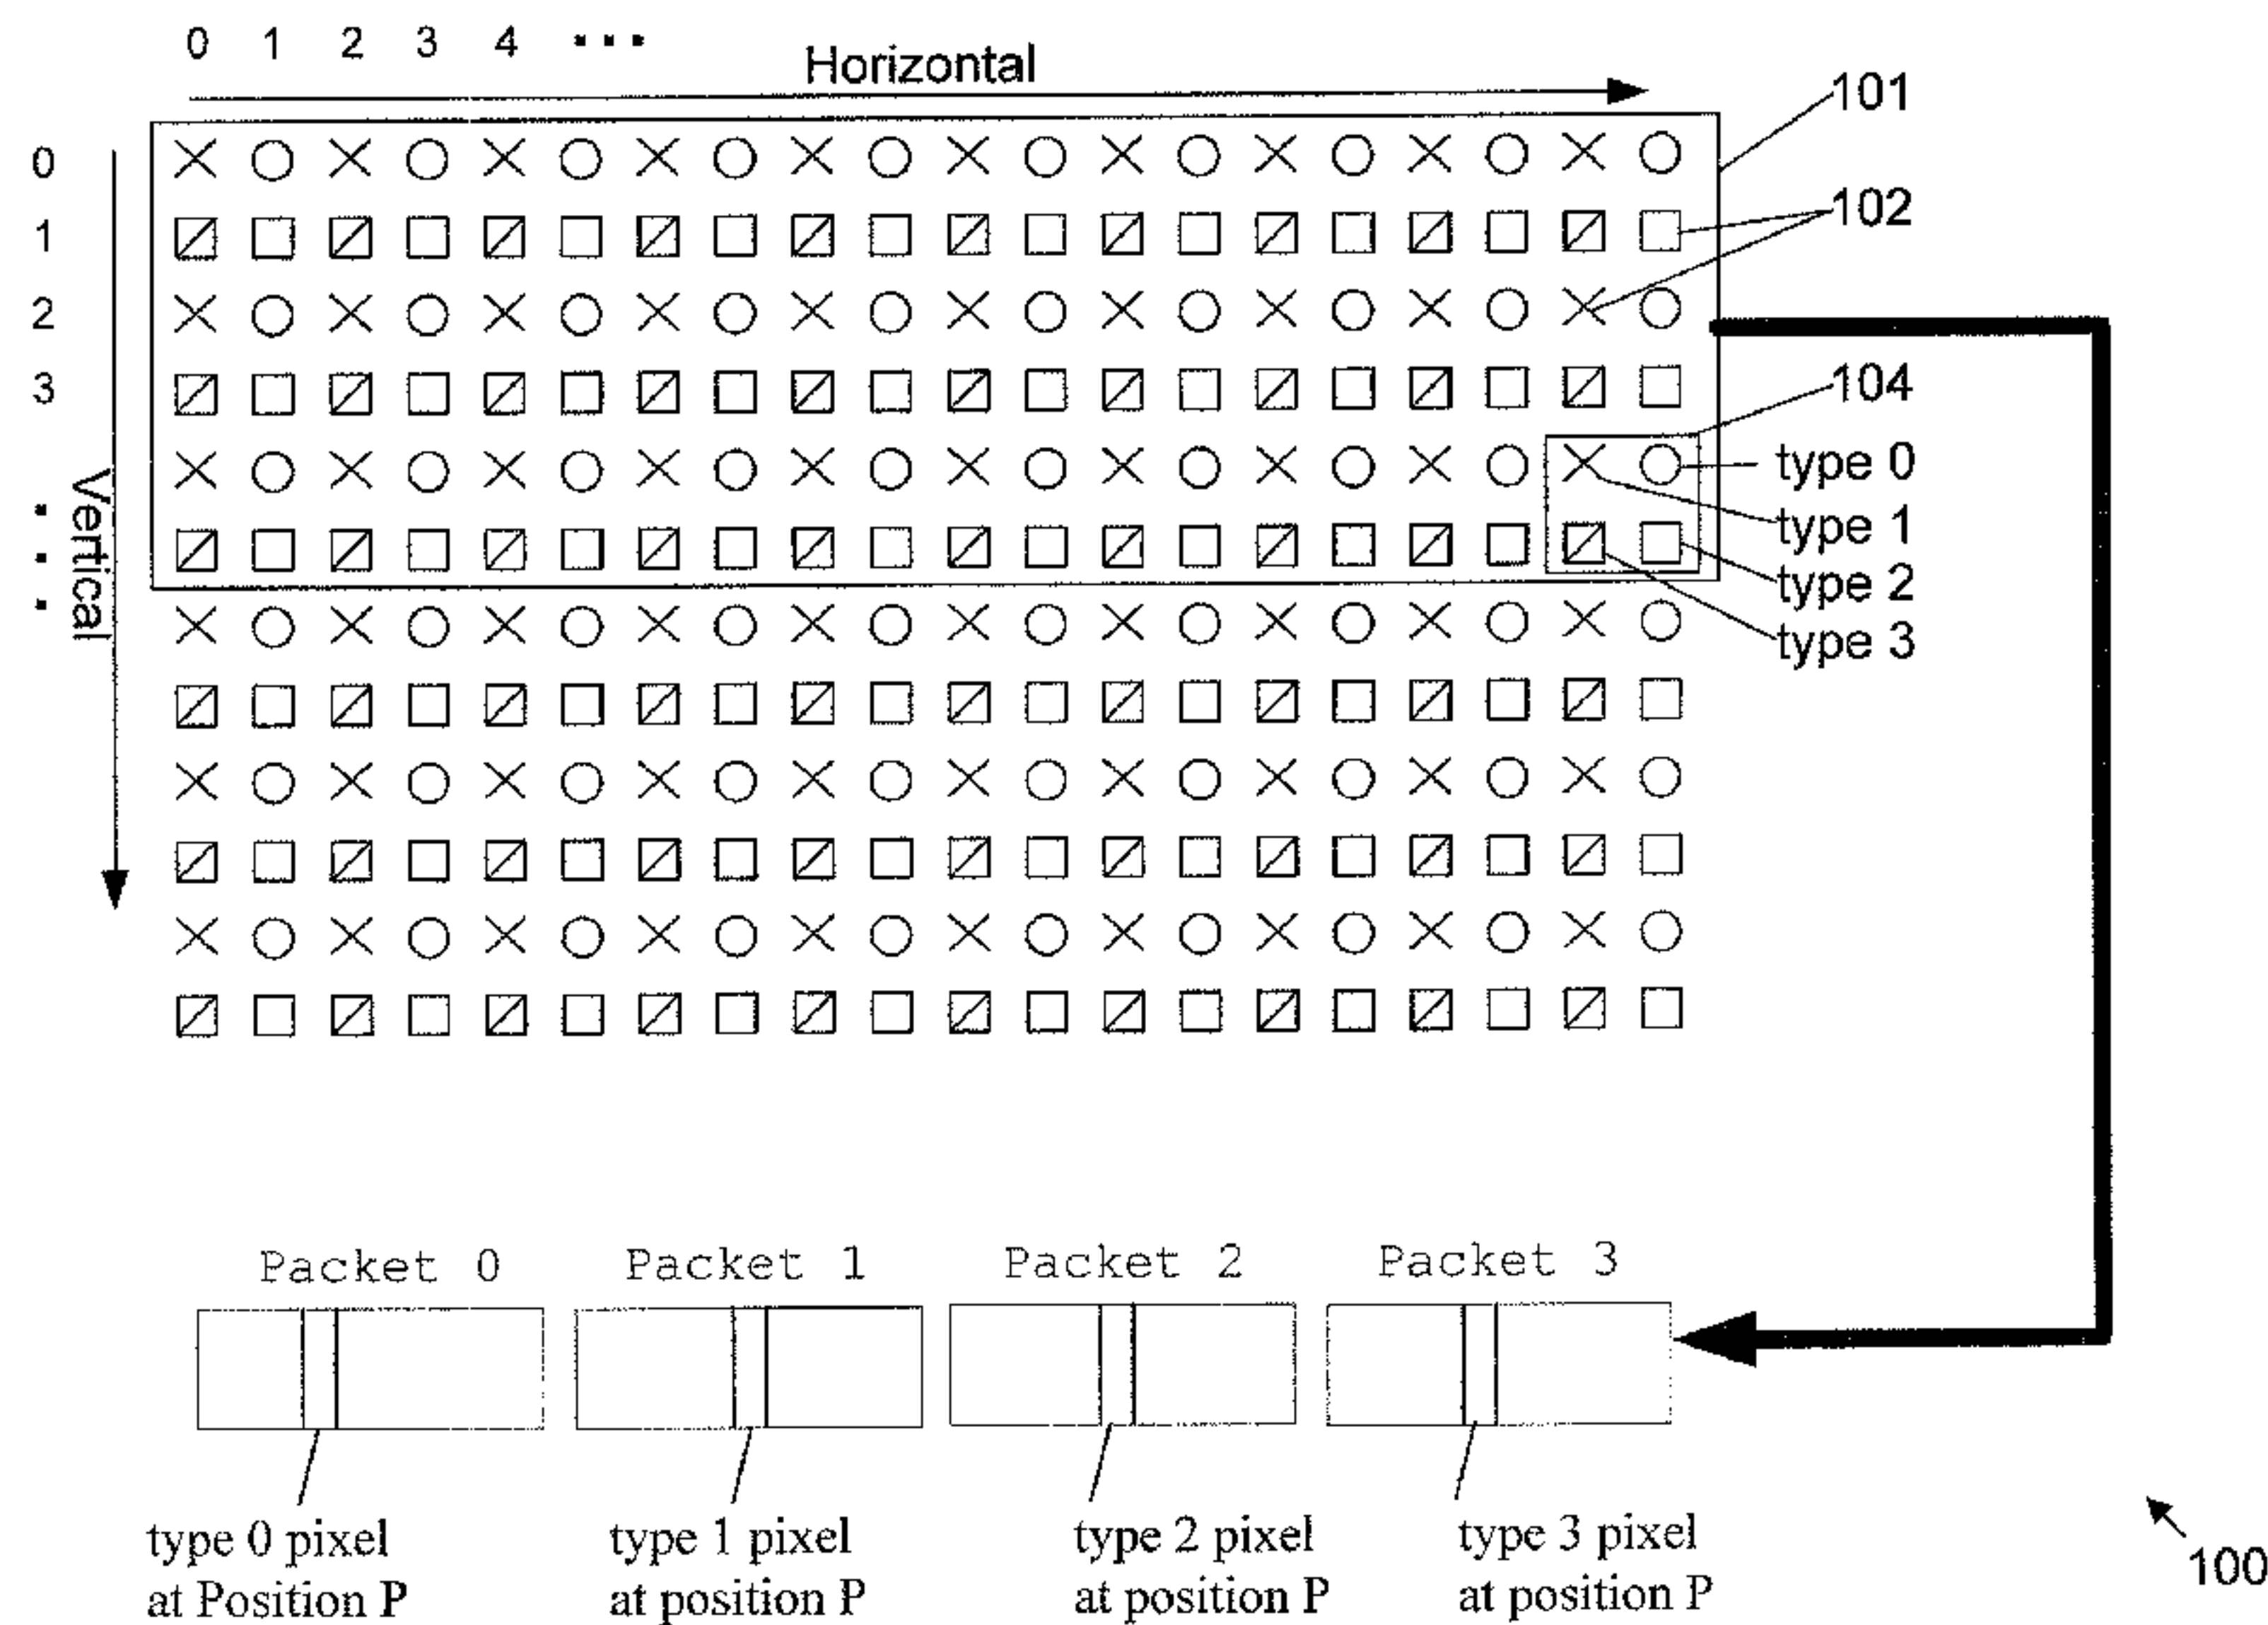 0 1 2 3 4 ...
Horizontal
101
0
1
102
2
3
104
type 0
type 1
type 2
type 3
Vertical
Packet 0 Packet 1 Packet 2 Packet 3
type 0 pixel
at Position P
type 1 pixel
at position P
type 2 pixel
at position P
type 3 pixel
at position P
100